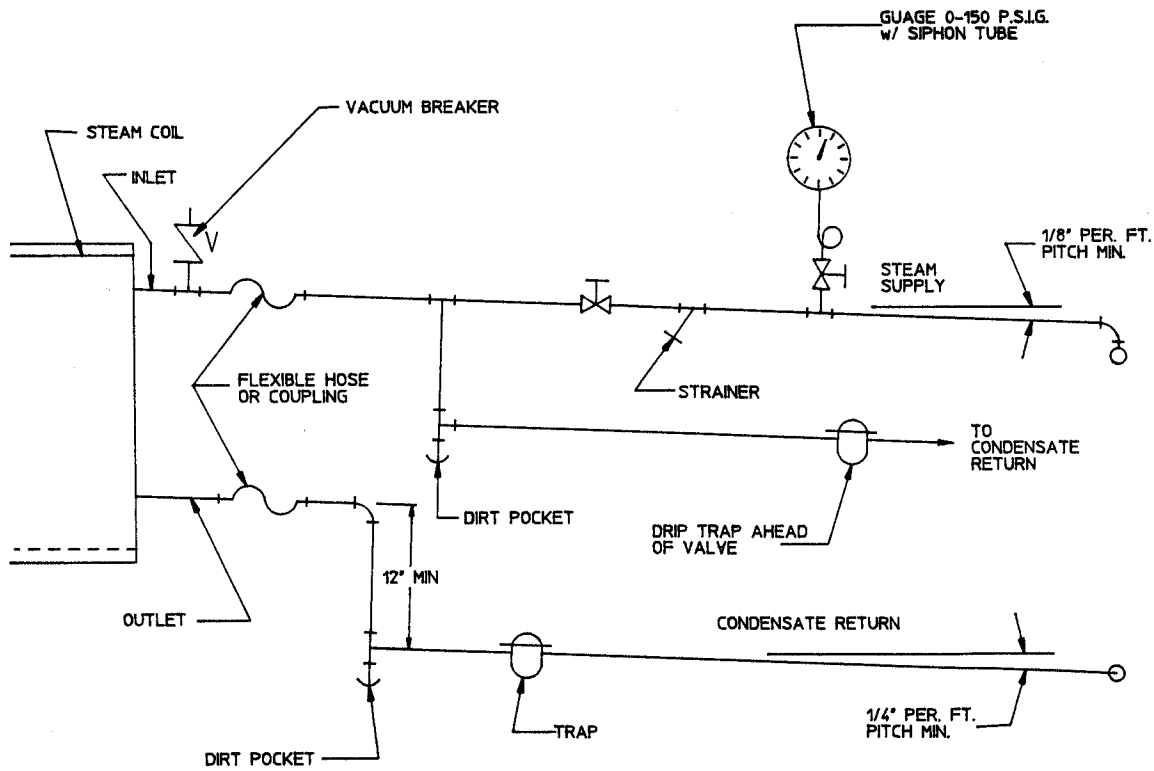 GUAGE 0-150 P.S.I.G.
w/ SIPHON TUBE
VACUUM BREAKER
STEAM COIL
INLET
V
1/8" PER. FT.
PITCH MIN.
STEAM
SUPPLY
FLEXIBLE HOSE
OR COUPLING
STRAINER
TO
CONDENSATE
RETURN
DIRT POCKET
DRIP TRAP AHEAD
OF VALVE
12" MIN
OUTLET
CONDENSATE RETURN
1/4" PER. FT.
PITCH MIN.
TRAP
DIRT POCKET